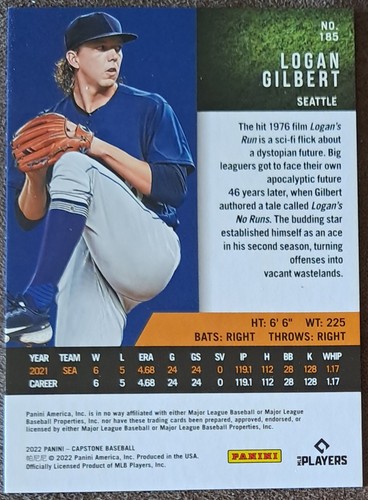 NO.
185
LOGAN
GILBERT
SEATTLE
The hit 1976 film Logan's
Run is a sci-fi flick about
a dystopian future. Big
leaguers got to face their own
apocalyptic future
46 years later, when Gilbert
authored a tale called Logan's
No Runs. The budding star
established himself as an ace
in his second season, turning
offenses into
vacant wastelands.
HT: 6' 6" WT: 225
BATS: RIGHT THROWS: RIGHT
YEAR TEAM W L ERA G GS SV IP H BB K WHIP
2021 SEA 6 5 4.68 24 24 0 119.1 112 28 128 1.17
CAREER 6 5 4.68 24 24 0 119.1 112 28 128 1.17
Panini America, Inc. is in no way affiliated with either Major League Baseball or Major League
Baseball Properties, Inc. nor have these trading cards been prepared, approved, endorsed, or
licensed by either Major League Baseball or Major League Baseball Properties, Inc.
2022 PANINI – CAPSTONE BASEBALL
帕尼尼 © 2022 Panini America, Inc. Produced in the USA.
Officially Licensed Product of MLB Players, Inc.
PANINI
MLB PLAYERS